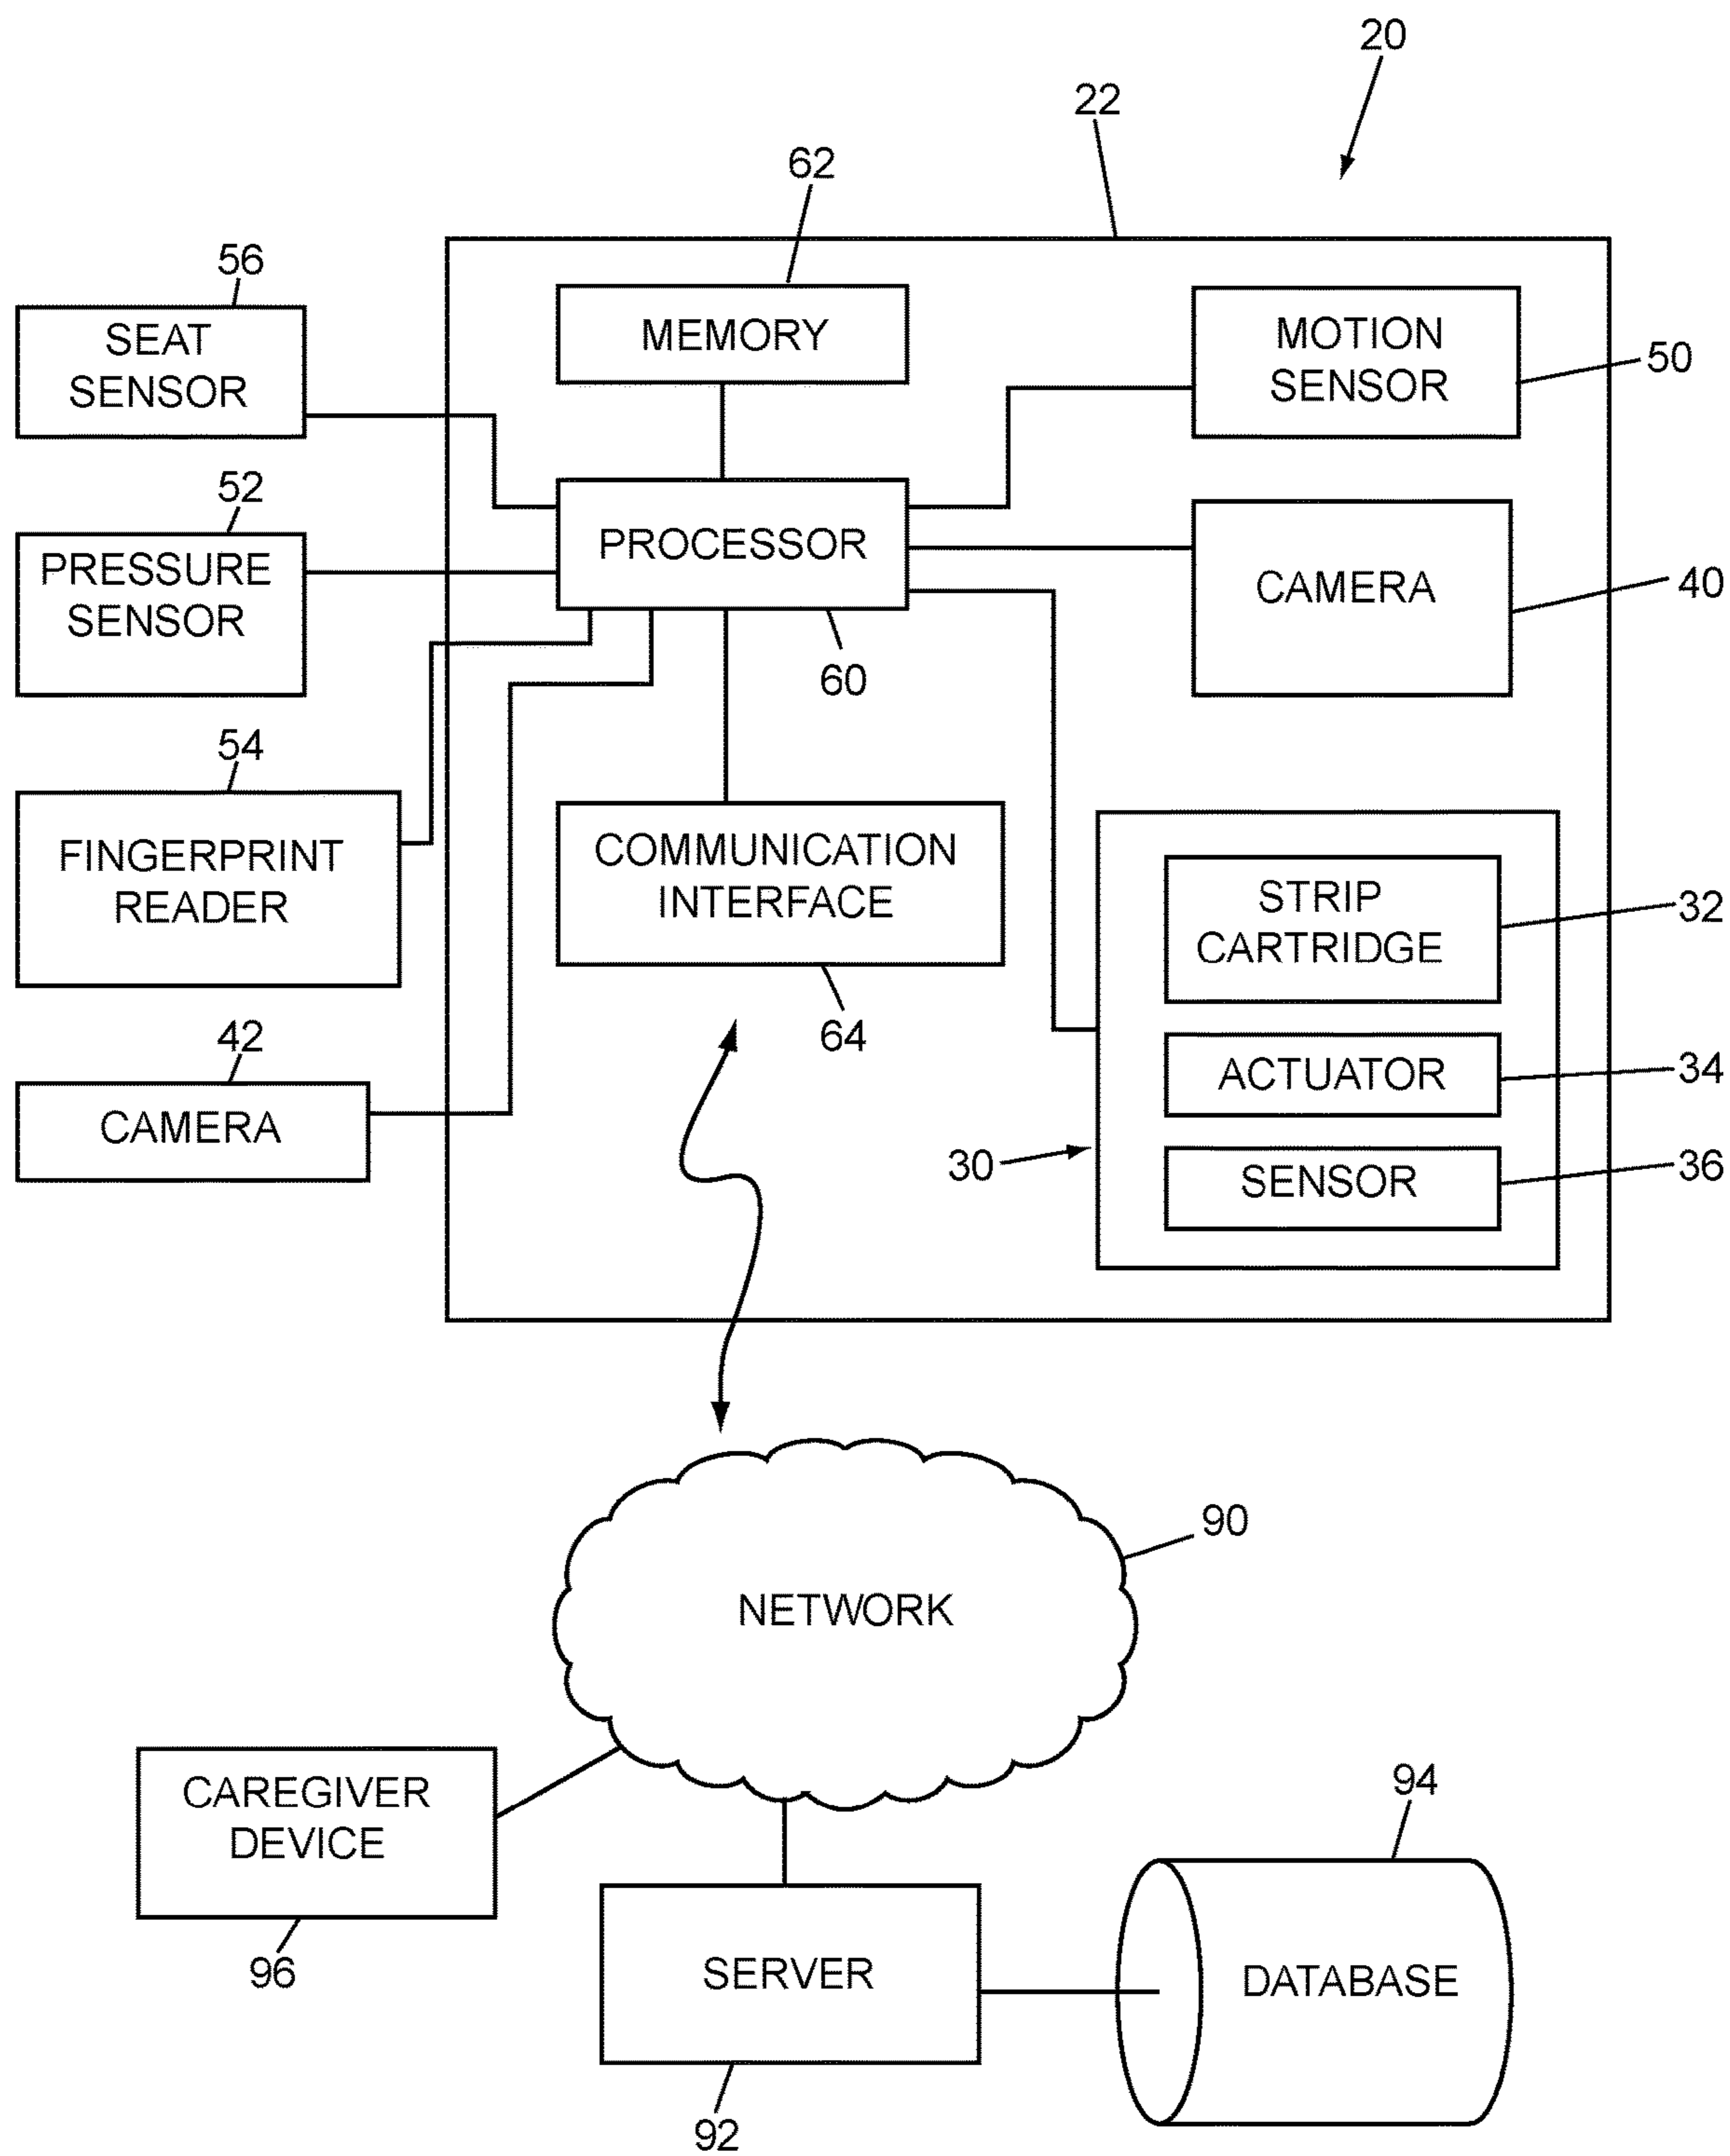 20
22
62
56
SEAT
SENSOR
MEMORY
MOTION
SENSOR
50
52
PRESSURE
SENSOR
PROCESSOR
CAMERA
40
60
54
FINGERPRINT
READER
COMMUNICATION
INTERFACE
STRIP
CARTRIDGE
32
64
42
CAMERA
ACTUATOR
34
30
SENSOR
36
90
NETWORK
CAREGIVER
DEVICE
94
96
SERVER
DATABASE
92